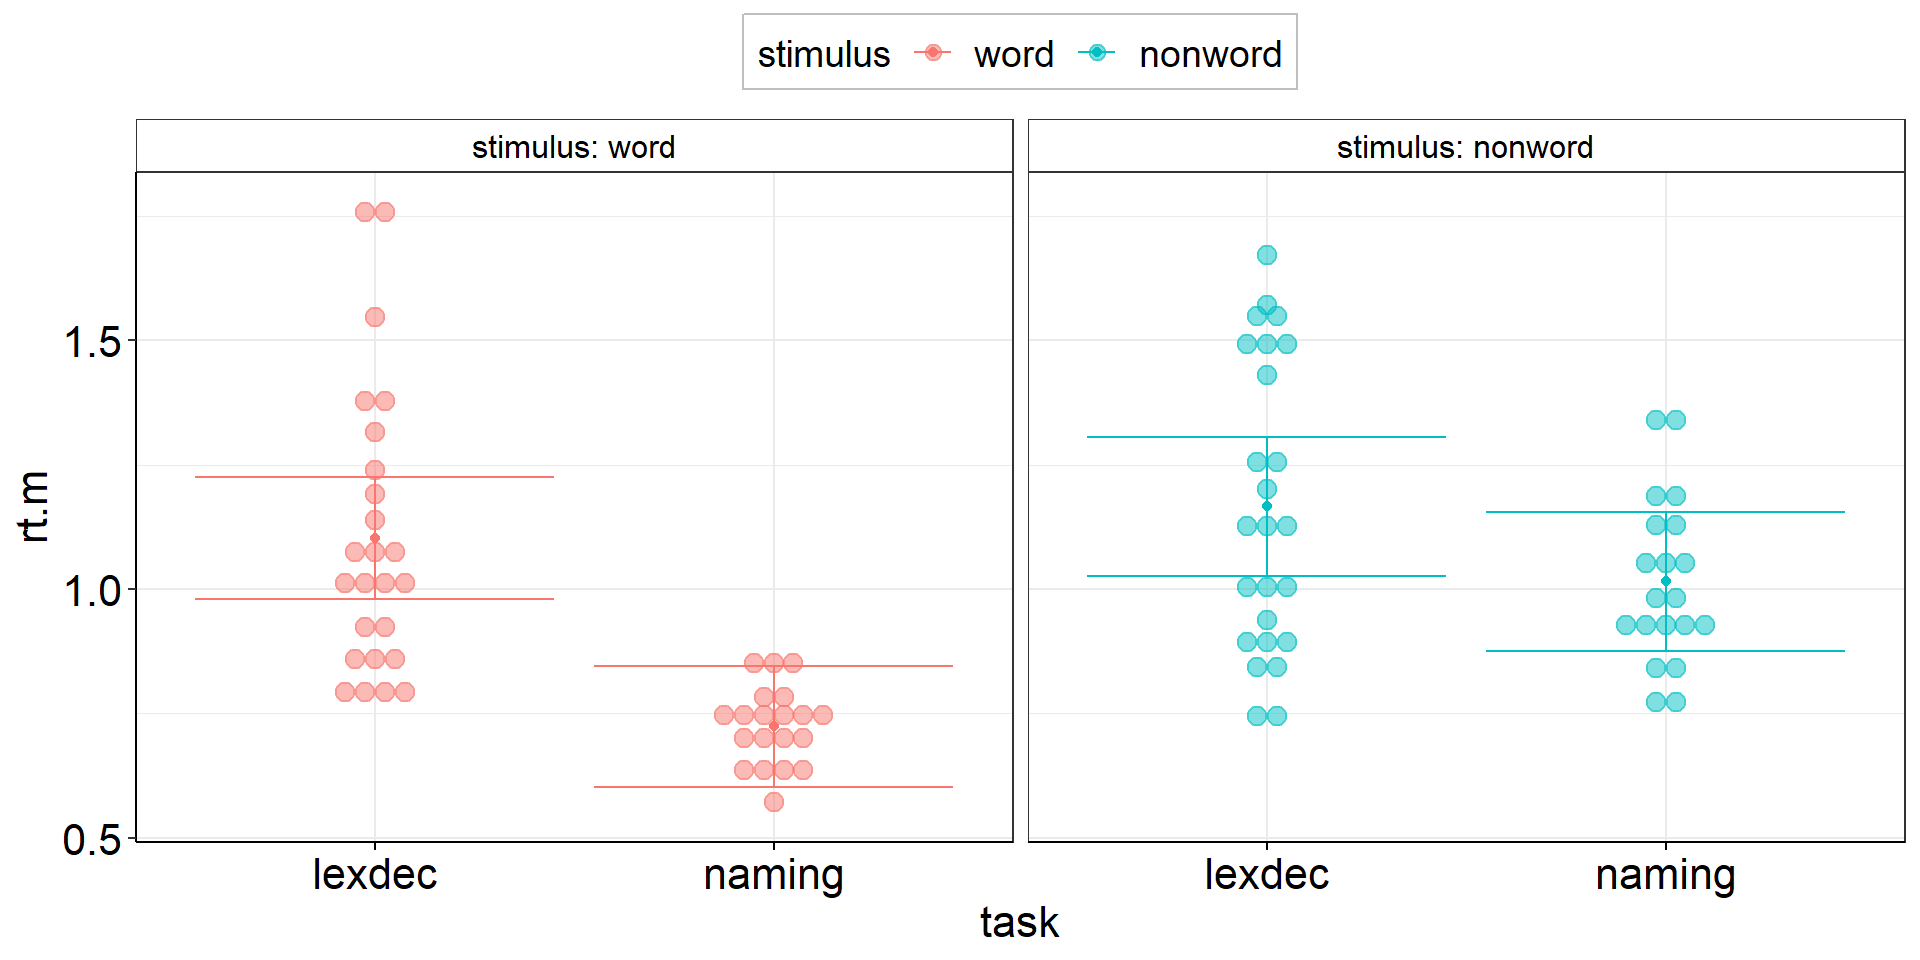 stimulus word nonword
stimulus: word
stimulus: nonword
rt.m
1.5
1.0
0.5
lexdec naming lexdec naming
task